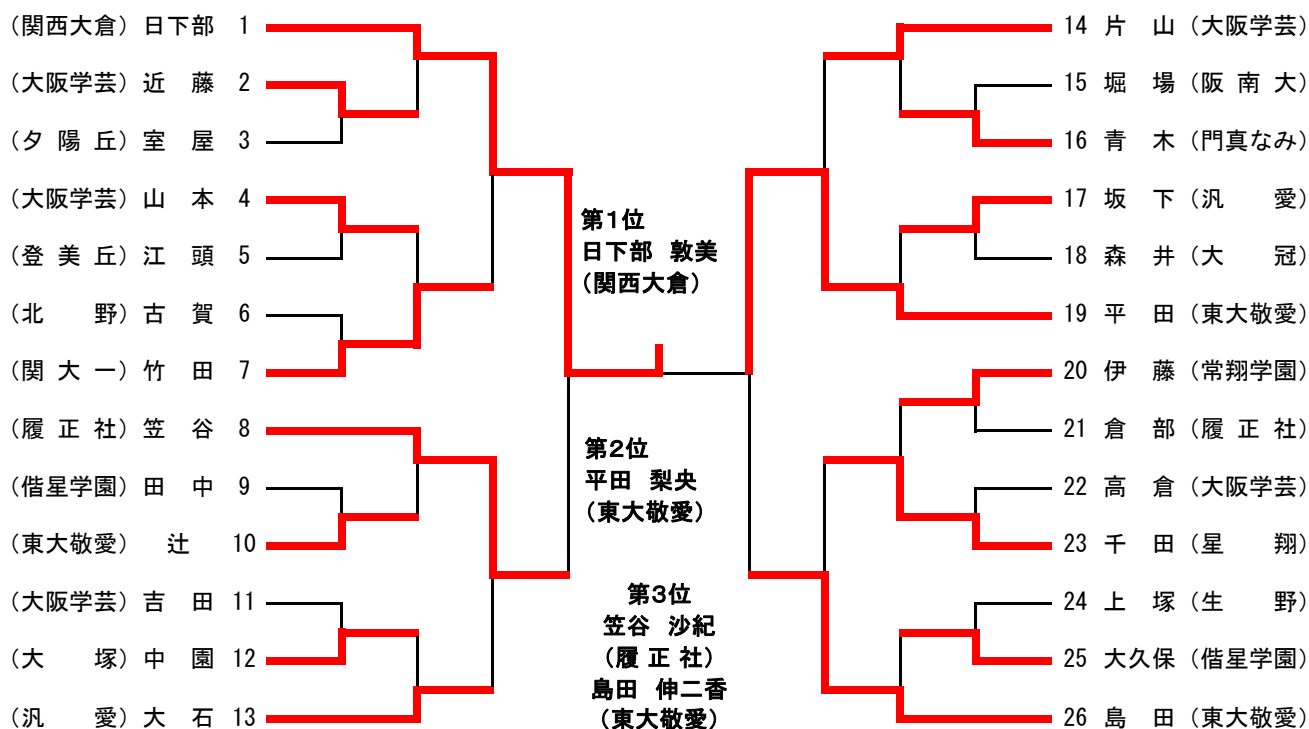 (関西大倉) 日下部 1
(大阪学芸) 近 藤 2
(夕 陽 丘) 室 屋 3
(大阪学芸) 山 本 4
(登 美 丘) 江 頭 5
(北 野) 古 賀 6
(関 大 一) 竹 田 7
(履 正 社) 笠 谷 8
(偕星学園) 田 中 9
(東大敬愛) 辻 10
(大阪学芸) 吉 田 11
(大 塚) 中 園 12
(汎 愛) 大 石 13
第1位
日下部 敦美
(関西大倉)
第2位
平田 梨央
(東大敬愛)
第3位
笠谷 沙紀
(履 正 社)
島田 伸二香
(東大敬愛)
14 片 山 (大阪学芸)
15 堀 場 (阪 南 大)
16 青 木 (門真なみ)
17 坂 下 (汎 愛)
18 森 井 (大 冠)
19 平 田 (東大敬愛)
20 伊 藤 (常翔学園)
21 倉 部 (履 正 社)
22 高 倉 (大阪学芸)
23 千 田 (星 翔)
24 上 塚 (生 野)
25 大久保 (偕星学園)
26 島 田 (東大敬愛)